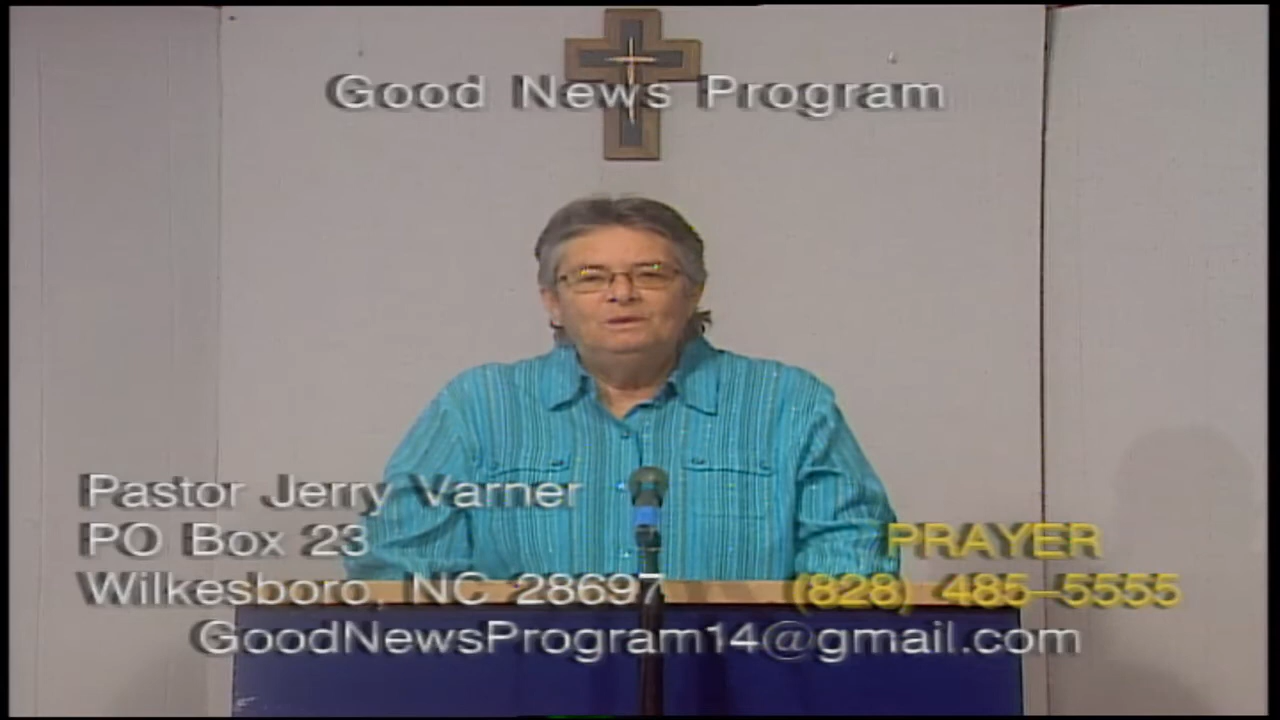 Good News Program
Pastor Jerry Varner
PO Box 23
Wilkesboro, NC 28697
PRAYER
(828) 485-5555
GoodNewsProgram14@gmail.com